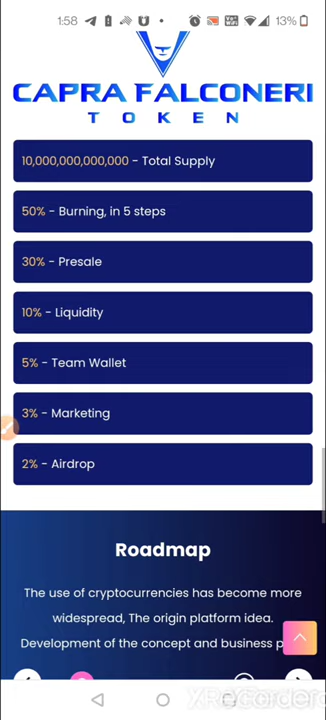 1:58
13%
CAPRA FALCONERI
TOKEN
10,000,000,000,000 - Total Supply
50% - Burning, in 5 steps
30% - Presale
10% - Liquidity
5% - Team Wallet
3% - Marketing
2% - Airdrop
Roadmap
The use of cryptocurrencies has become more
widespread, The origin platform idea.
Development of the concept and business p
XRecorder